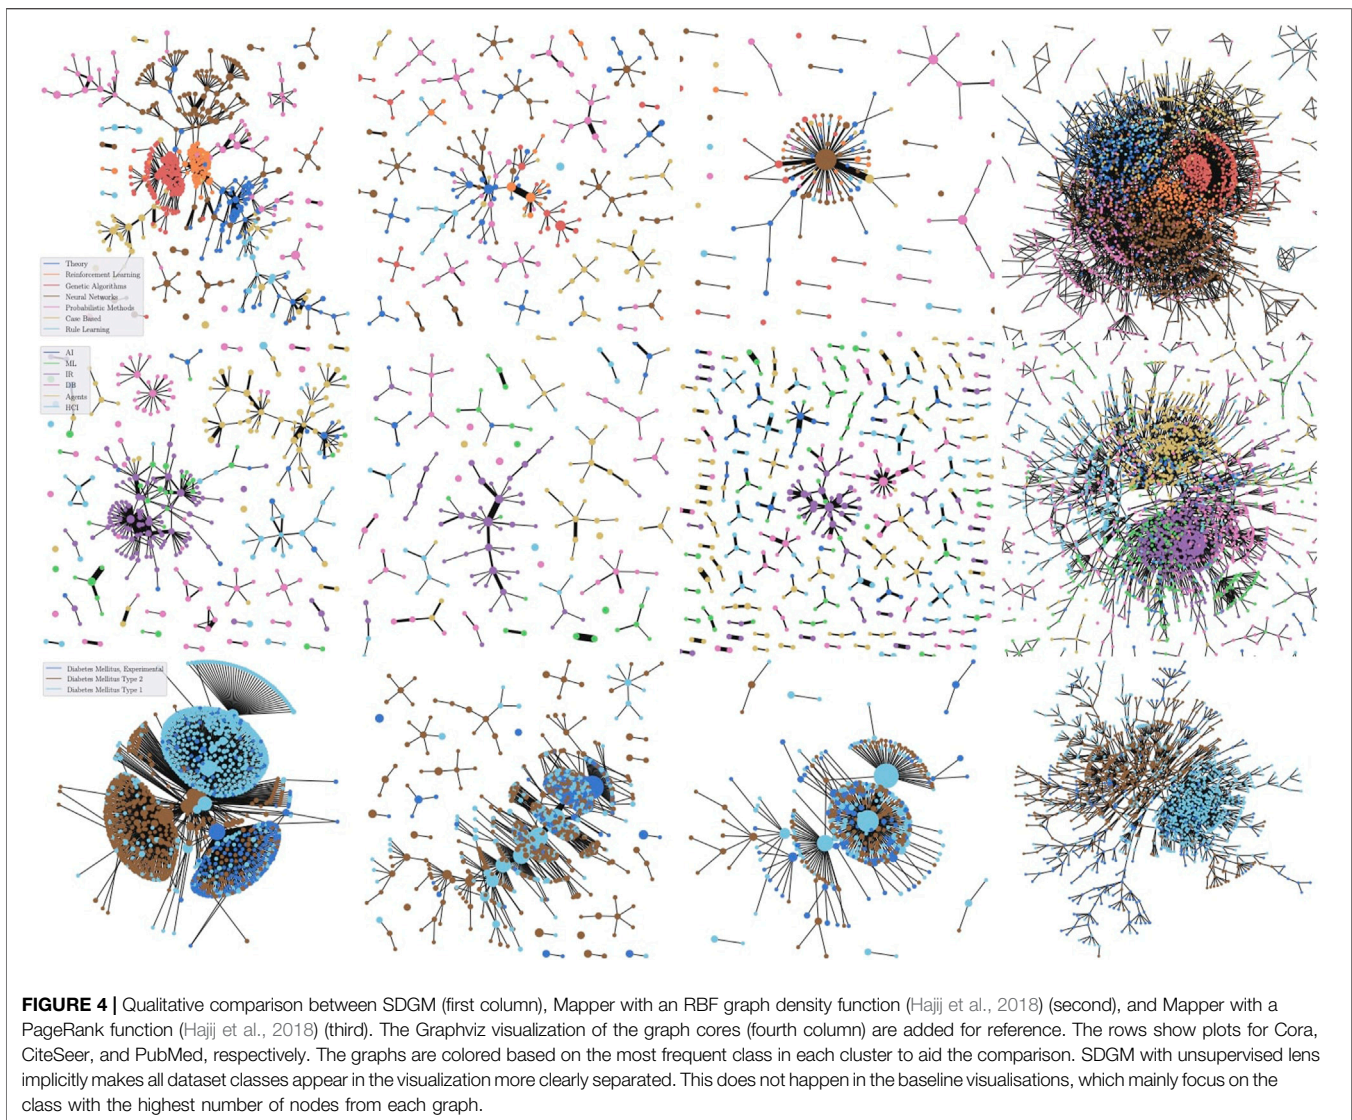 Theory
Reinforcement Learning
Genetic Algorithms
Neural Networks
Probabilistic Methods
Case Based
Rule Learning
AI
ML
IR
DB
Agents
HCI
Diabetes Mellitus, Experimental
Diabetes Mellitus Type 2
Diabetes Mellitus Type 1
FIGURE 4 | Qualitative comparison between SDGM (first column), Mapper with an RBF graph density function (Hajij et al., 2018) (second), and Mapper with a
PageRank function (Hajij et al., 2018) (third). The Graphviz visualization of the graph cores (fourth column) are added for reference. The rows show plots for Cora,
CiteSeer, and PubMed, respectively. The graphs are colored based on the most frequent class in each cluster to aid the comparison. SDGM with unsupervised lens
implicitly makes all dataset classes appear in the visualization more clearly separated. This does not happen in the baseline visualisations, which mainly focus on the
class with the highest number of nodes from each graph.